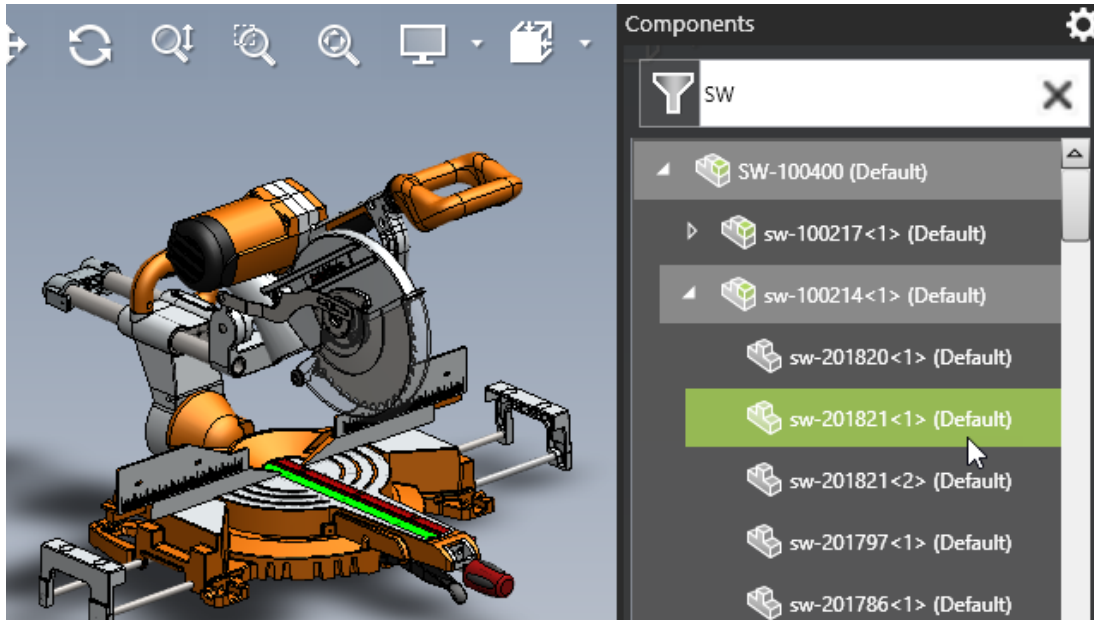 Components
SW
SW-100400 (Default)
sw-100217<1> (Default)
sw-100214<1> (Default)
sw-201820<1> (Default)
sw-201821<1> (Default)
sw-201821<2> (Default)
sw-201797<1> (Default)
sw-201786<1> (Default)